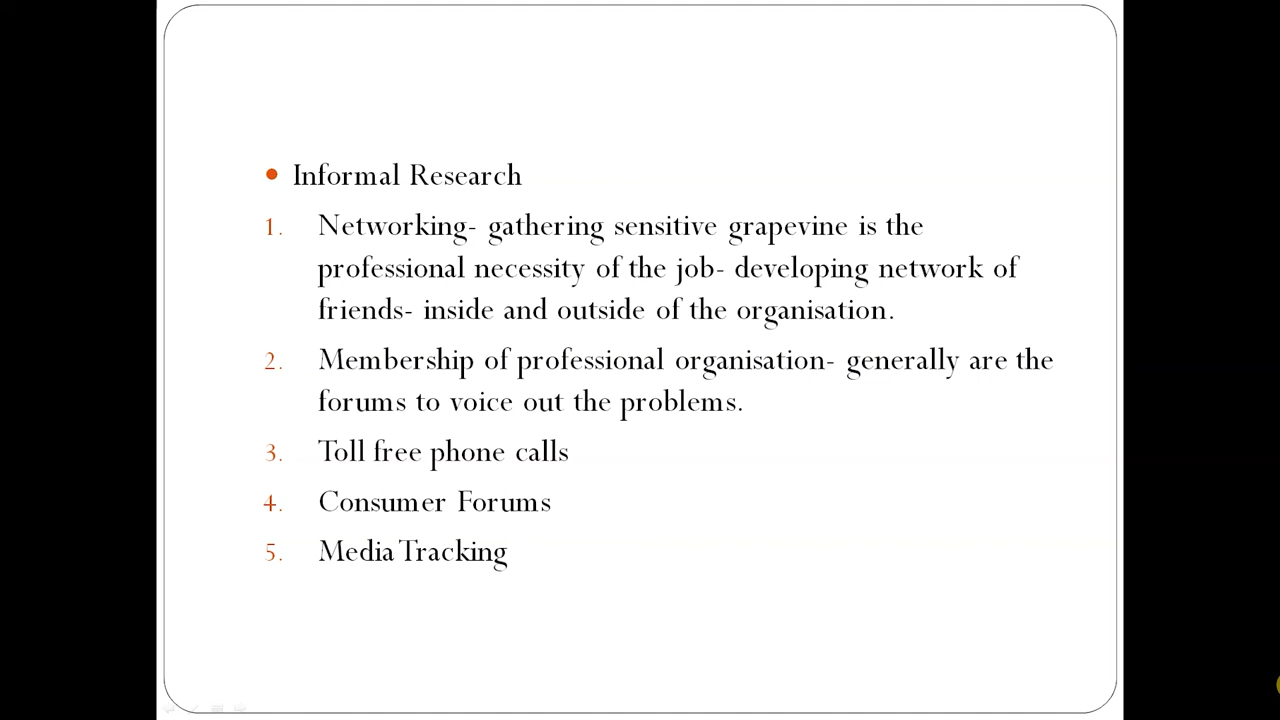 • Informal Research
1. Networking- gathering sensitive grapevine is the
professional necessity of the job- developing network of
friends- inside and outside of the organisation.
2. Membership of professional organisation- generally are the
forums to voice out the problems.
3. Toll free phone calls
4. Consumer Forums
5. Media Tracking